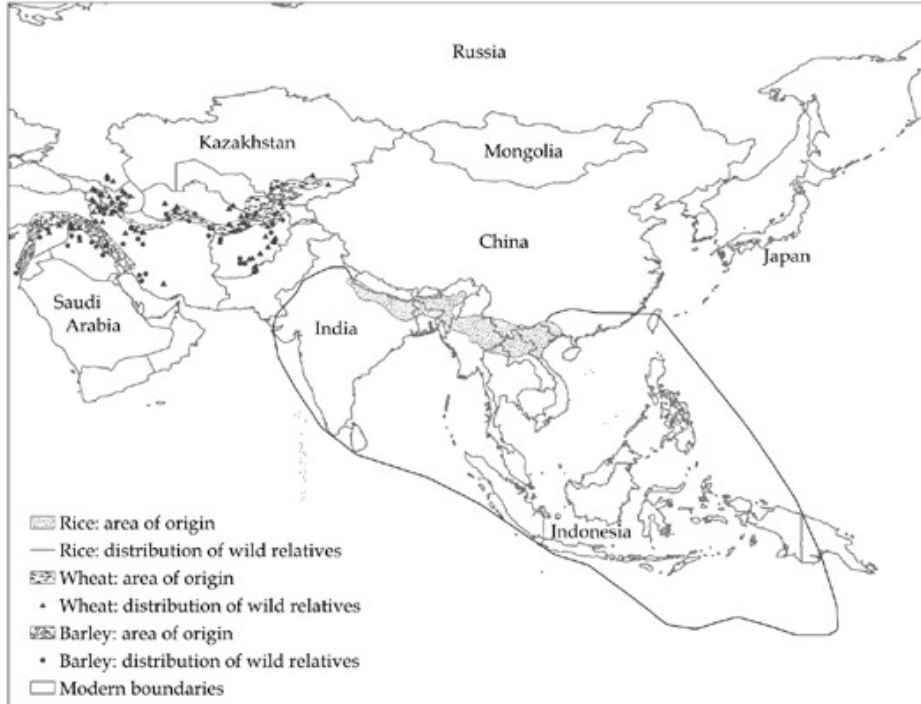 Russia
Kazakhstan
Mongolia
China
Japan
Saudi
Arabia
India
Indonesia
Rice: area of origin
Rice: distribution of wild relatives
Wheat: area of origin
Wheat: distribution of wild relatives
Barley: area of origin
Barley: distribution of wild relatives
Modern boundaries